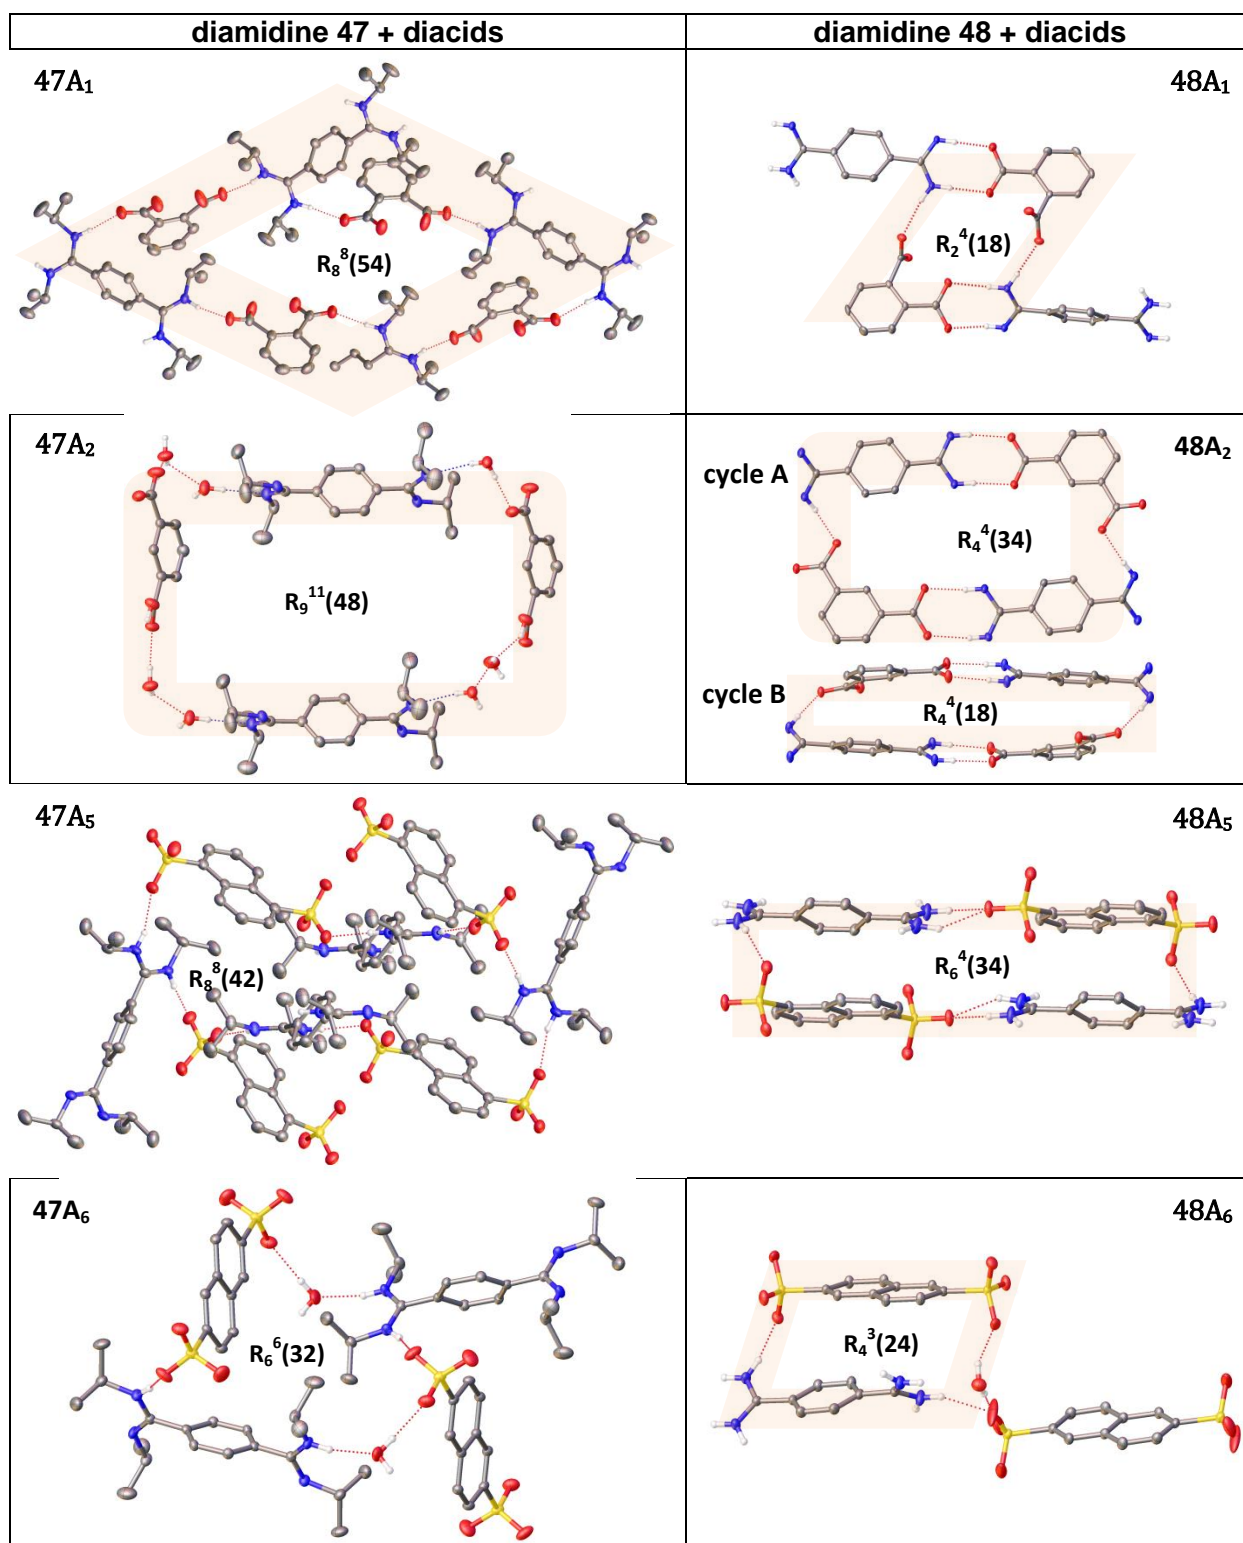 diamidine 47 + diacids
diamidine 48 + diacids
47A₁
R₈⁸(54)
48A₁
R₂⁴(18)
47A₂
R₉¹¹(48)
48A₂
cycle A
R₄⁴(34)
cycle B
R₄⁴(18)
47A₅
R₈⁸(42)
48A₅
R₆⁴(34)
47A₆
R₆⁶(32)
48A₆
R₄³(24)